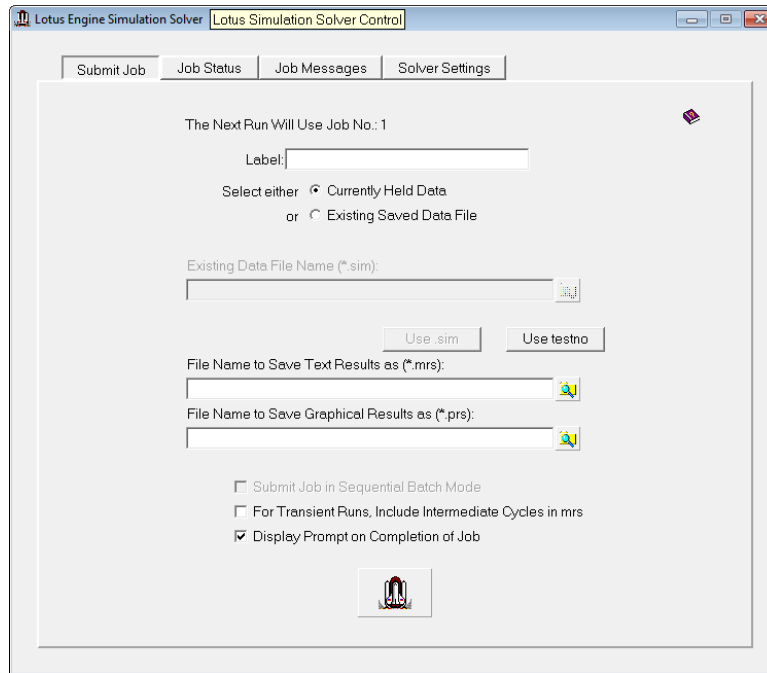 Lotus Engine Simulation Solver
Lotus Simulation Solver Control
Submit Job
Job Status
Job Messages
Solver Settings
The Next Run Will Use Job No.: 1
Label:
Select either
Currently Held Data
or
Existing Saved Data File
Existing Data File Name (*.sim):
Use .sim
Use testno
File Name to Save Text Results as (*.mrs):
File Name to Save Graphical Results as (*.prs):
Submit Job in Sequential Batch Mode
For Transient Runs, Include Intermediate Cycles in mrs
Display Prompt on Completion of Job